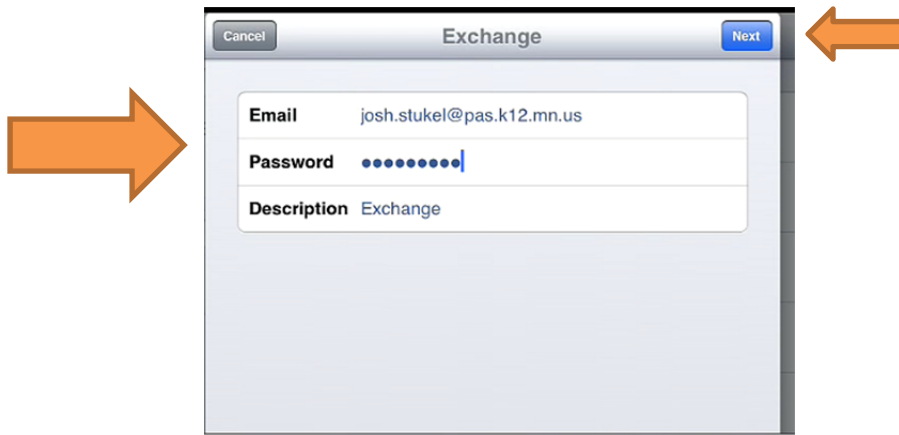 Cancel Exchange Next
Email josh.stukel@pas.k12.mn.us
Password ●●●●●●●●●
Description Exchange